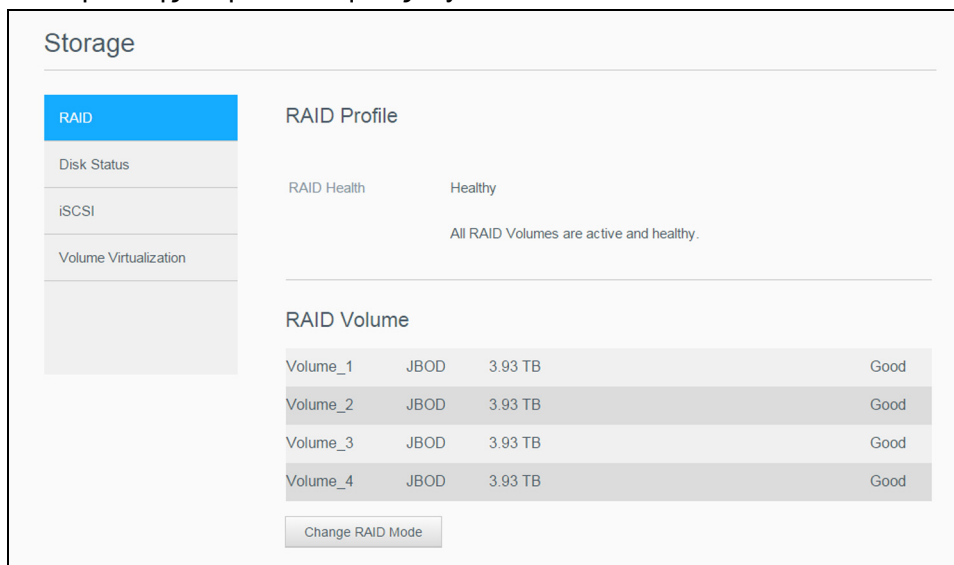 Storage
RAID
Disk Status
iSCSI
Volume Virtualization
RAID Profile
RAID Health Healthy
All RAID Volumes are active and healthy.
RAID Volume
Volume_1 JBOD 3.93 TB Good
Volume_2 JBOD 3.93 TB Good
Volume_3 JBOD 3.93 TB Good
Volume_4 JBOD 3.93 TB Good
Change RAID Mode